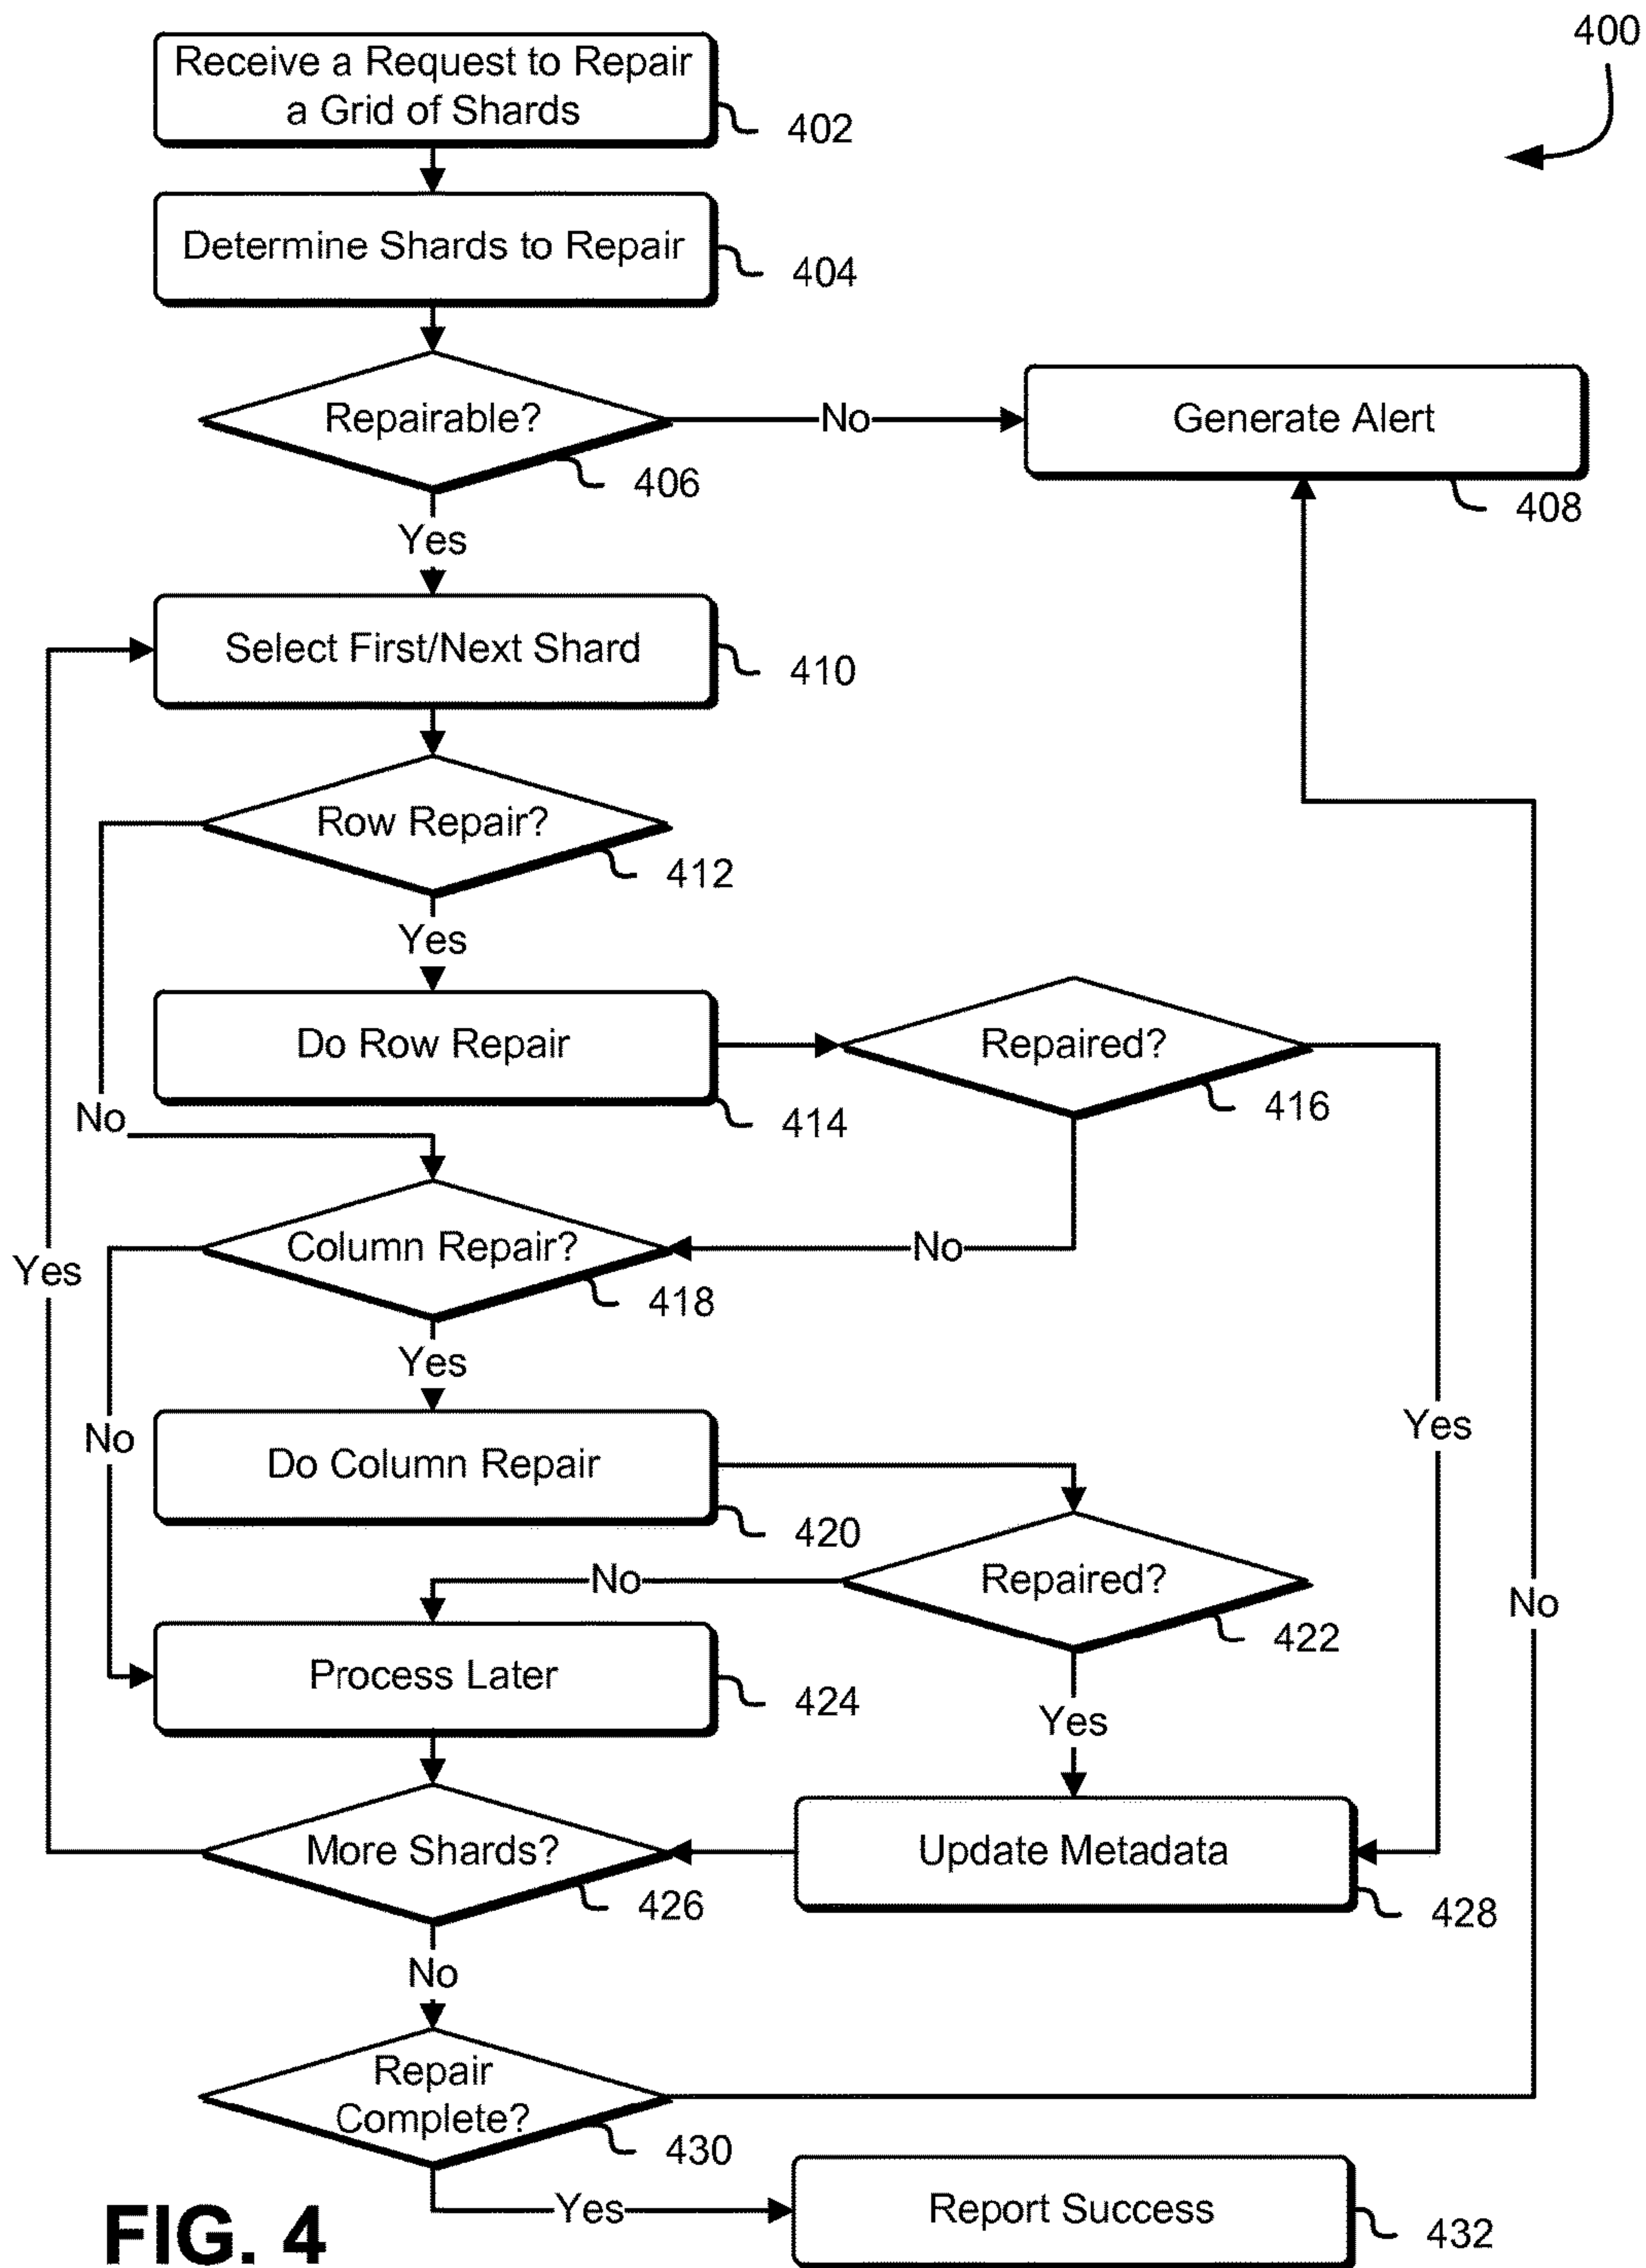 400
Receive a Request to Repair
a Grid of Shards
402
Determine Shards to Repair
404
Repairable?
No
Generate Alert
406
408
Yes
Select First/Next Shard
410
Row Repair?
412
Yes
Do Row Repair
Repaired?
414
416
No
Column Repair?
No
418
Yes
Yes
No
Do Column Repair
Yes
420
Repaired?
No
422
No
Process Later
424
Yes
More Shards?
Update Metadata
426
428
No
Repair
Complete?
430
Yes
Report Success
432
FIG. 4